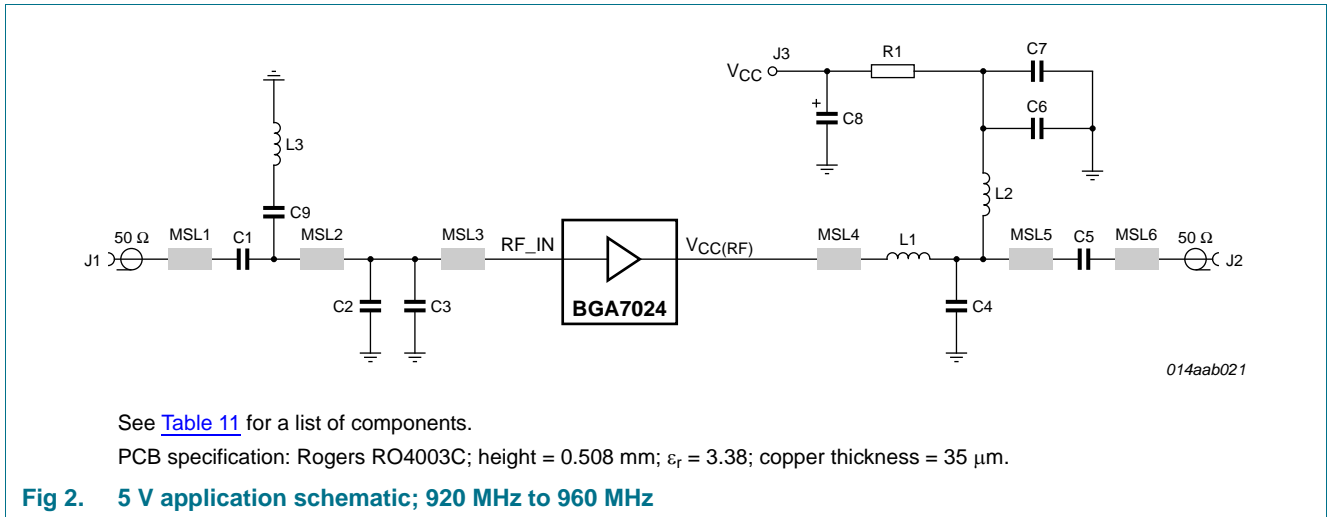 J3
R1
C7
VCC
+
C8
C6
L3
C9
L2
50 Ω
MSL1
C1
MSL2
MSL3
RF_IN
VCC(RF)
MSL4
L1
MSL5
C5
MSL6
50 Ω
J1
J2
C2
C3
BGA7024
C4
014aab021
See Table 11 for a list of components.
PCB specification: Rogers RO4003C; height = 0.508 mm; εr = 3.38; copper thickness = 35 μm.
Fig 2. 5 V application schematic; 920 MHz to 960 MHz